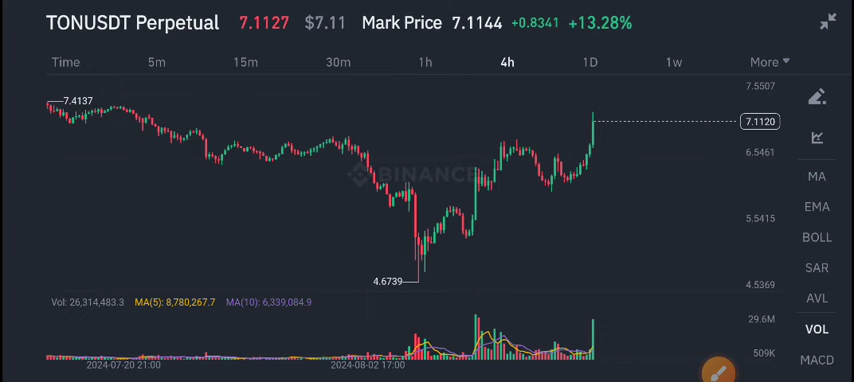 TONUSDT Perpetual 7.1127 $7.11 Mark Price 7.1144 +0.8341 +13.28%
Time 5m 15m 30m 1h 4h 1D 1w More
7.5507
7.4137
7.1120
6.5461
BINANCE
MA
EMA
5.5415
BOLL
SAR
4.6739
4.5369
AVL
Vol: 26,314,483.3 MA(5): 8,780,267.7 MA(10): 6,339,084.9
29.6M
VOL
509K
MACD
2024-07-20 21:00 2024-08-02 17:00